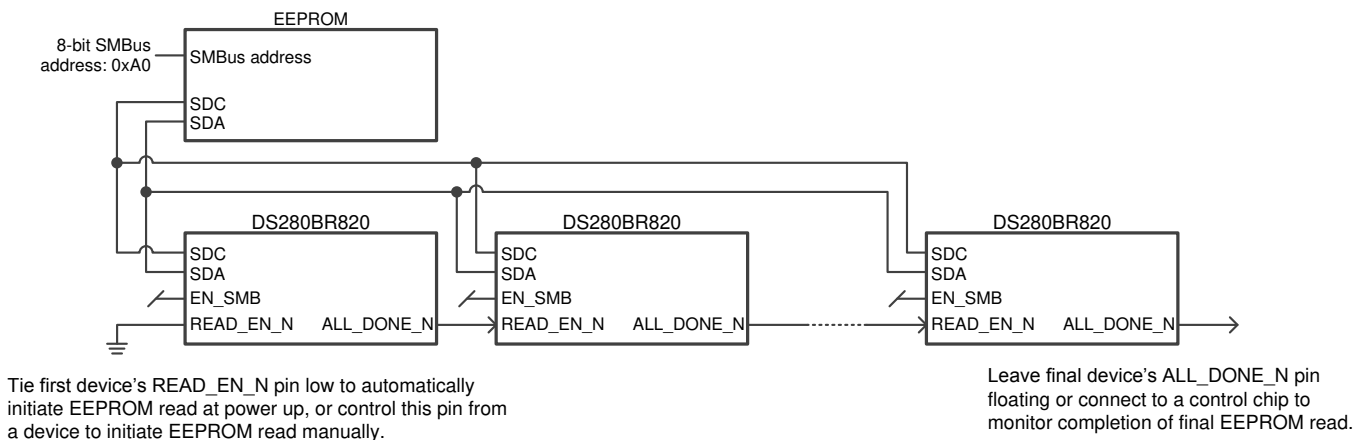 EEPROM
8-bit SMBus
address: 0xA0
SMBus address
SDC
SDA
DS280BR820
SDC
SDA
EN_SMB
READ_EN_N ALL_DONE_N
DS280BR820
SDC
SDA
EN_SMB
READ_EN_N ALL_DONE_N
DS280BR820
SDC
SDA
EN_SMB
READ_EN_N ALL_DONE_N
Tie first device's READ_EN_N pin low to automatically
initiate EEPROM read at power up, or control this pin from
a device to initiate EEPROM read manually.
Leave final device's ALL_DONE_N pin
floating or connect to a control chip to
monitor completion of final EEPROM read.